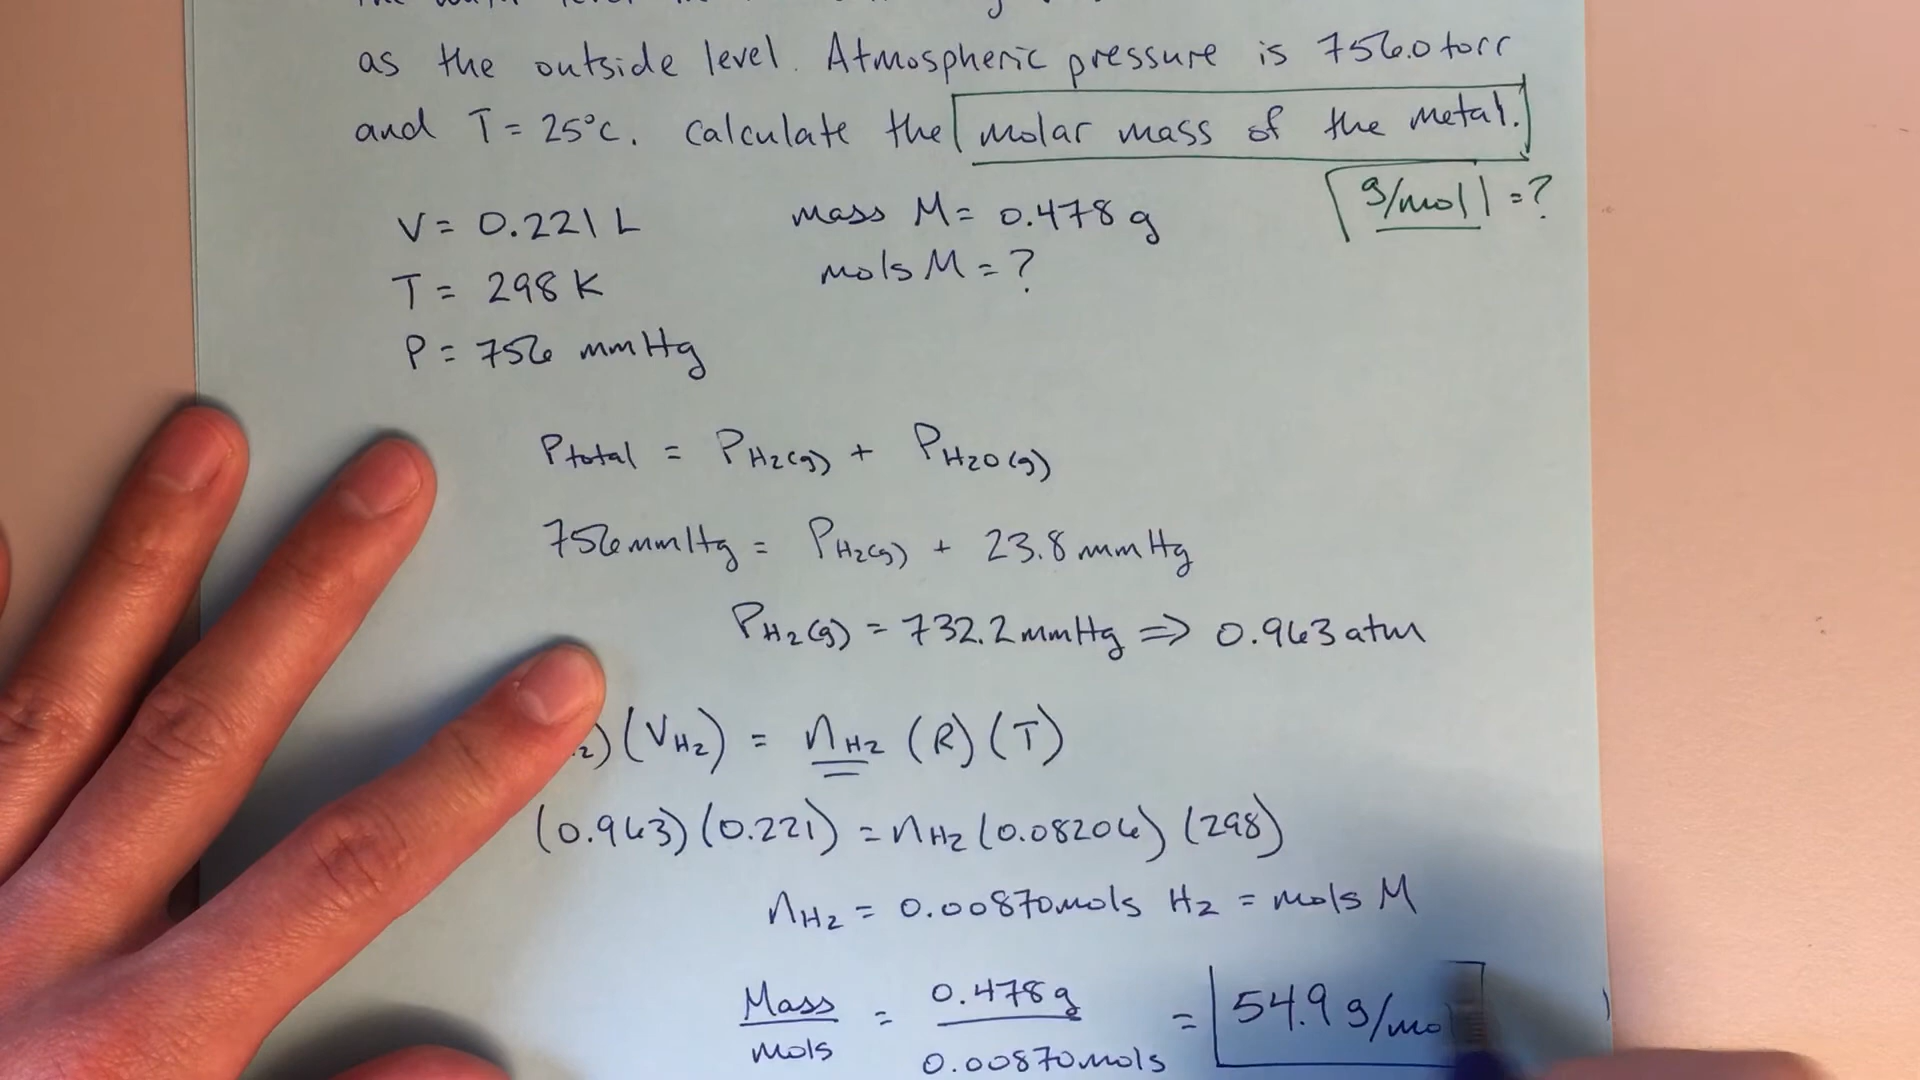 as the outside level. Atmospheric pressure is 756.0 torr
and T = 25°C. Calculate the molar mass of the metal.
g/mol = ?
V = 0.221 L
mass M = 0.478 g
T = 298 K
mols M = ?
P = 756 mmHg
Ptotal = PH2(g) + PH2O(g)
756 mmHg = PH2(g) + 23.8 mmHg
PH2(g) = 732.2 mmHg ⇒ 0.963 atm
2) (VH2) = nH2 (R) (T)
(0.963) (0.221) = nH2 (0.08206) (298)
nH2 = 0.00870 mols H2 = mols M
Mass/mols = 0.478 g/0.00870 mols = 54.9 g/mo